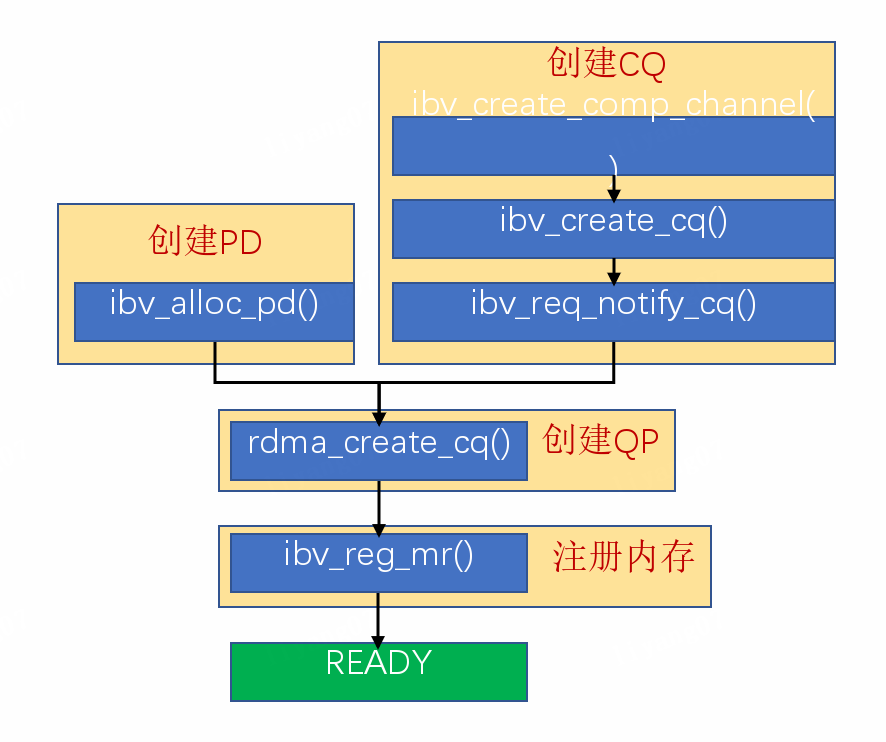 创建CQ
ibv_create_comp_channel(
)
ibv_create_cq()
ibv_req_notify_cq()
创建PD
ibv_alloc_pd()
rdma_create_cq()
创建QP
ibv_reg_mr()
注册内存
READY